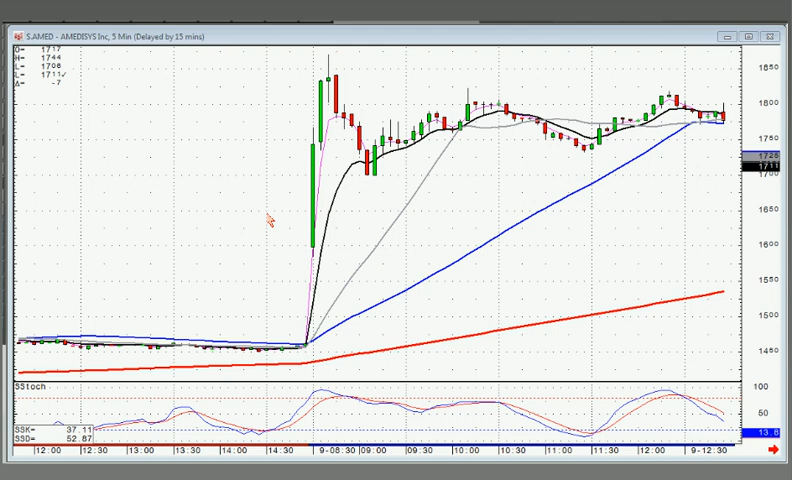 S.AMED - AMEDISYS Inc, 5 Min (Delayed by 15 mins)
O= 1717
H= 1744
L= 1708
L= 1711✓
Δ= -7
1850
1800
1750
1728
1711
1650
1600
1550
1500
1450
SStoch
100
50
SSK= 37.11
SSD= 52.87
13.8
12:00 12:30 13:00 13:30 14:00 14:30 9-08:30 09:00 09:30 10:00 10:30 11:00 11:30 12:00 9-12:30